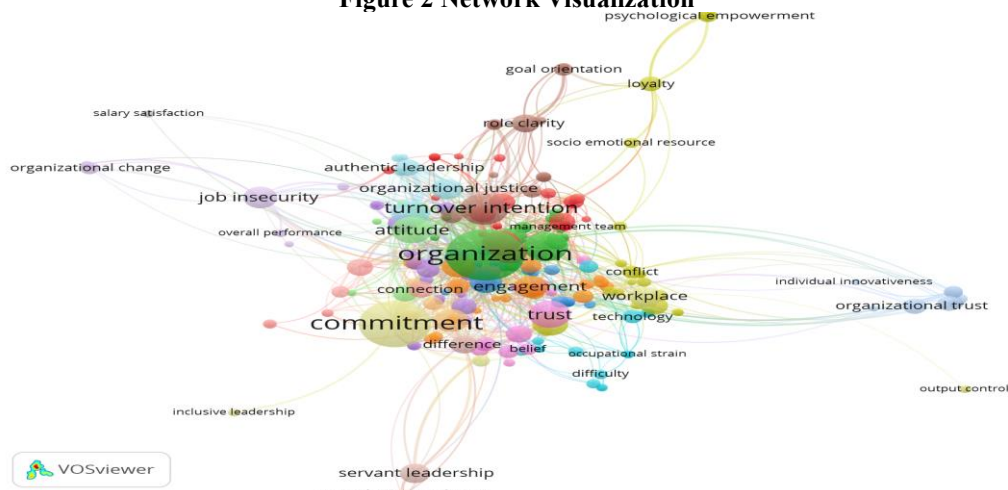 Figure 2 Network Visualization
psychological empowerment
goal orientation
loyalty
salary satisfaction
role clarity
socio emotional resource
organizational change
authentic leadership
organizational justice
job insecurity
turnover intention
management team
overall performance
attitude
organization
conflict
individual innovativeness
connection
engagement
workplace
organizational trust
commitment
trust
technology
difference
belief
occupational strain
difficulty
output control
inclusive leadership
servant leadership
VOSviewer